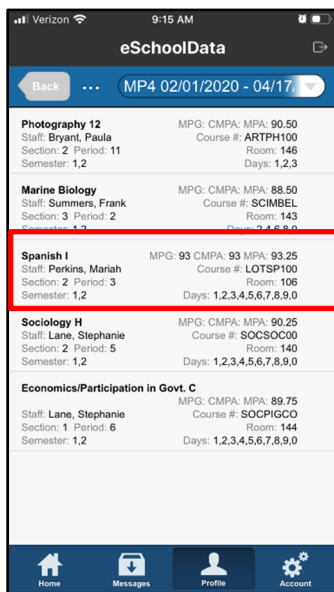 Verizon 9:15 AM
eSchoolData
Back ... MP4 02/01/2020 - 04/17/
Photography 12 MPG: CMPA: MPA: 90.50
Staff: Bryant, Paula Course #: ARTPH100
Section: 2 Period: 11 Room: 146
Semester: 1,2 Days: 1,2,3
Marine Biology MPG: CMPA: MPA: 88.50
Staff: Summers, Frank Course #: SCIMBEL
Section: 3 Period: 2 Room: 143
Semester: 1,2 Days: 2,4,6,8,0
Spanish I MPG: 93 CMPA: 93 MPA: 93.25
Staff: Perkins, Mariah Course #: LOTSP100
Section: 2 Period: 3 Room: 106
Semester: 1,2 Days: 1,2,3,4,5,6,7,8,9,0
Sociology H MPG: CMPA: MPA: 90.25
Staff: Lane, Stephanie Course #: SOCSOC00
Section: 2 Period: 5 Room: 140
Semester: 1,2 Days: 1,2,3,4,5,6,7,8,9,0
Economics/Participation in Govt. C
MPG: CMPA: MPA: 89.75
Staff: Lane, Stephanie Course #: SOCPIGCO
Section: 1 Period: 6 Room: 144
Semester: 1,2 Days: 1,2,3,4,5,6,7,8,9,0
Home Messages Profile Account